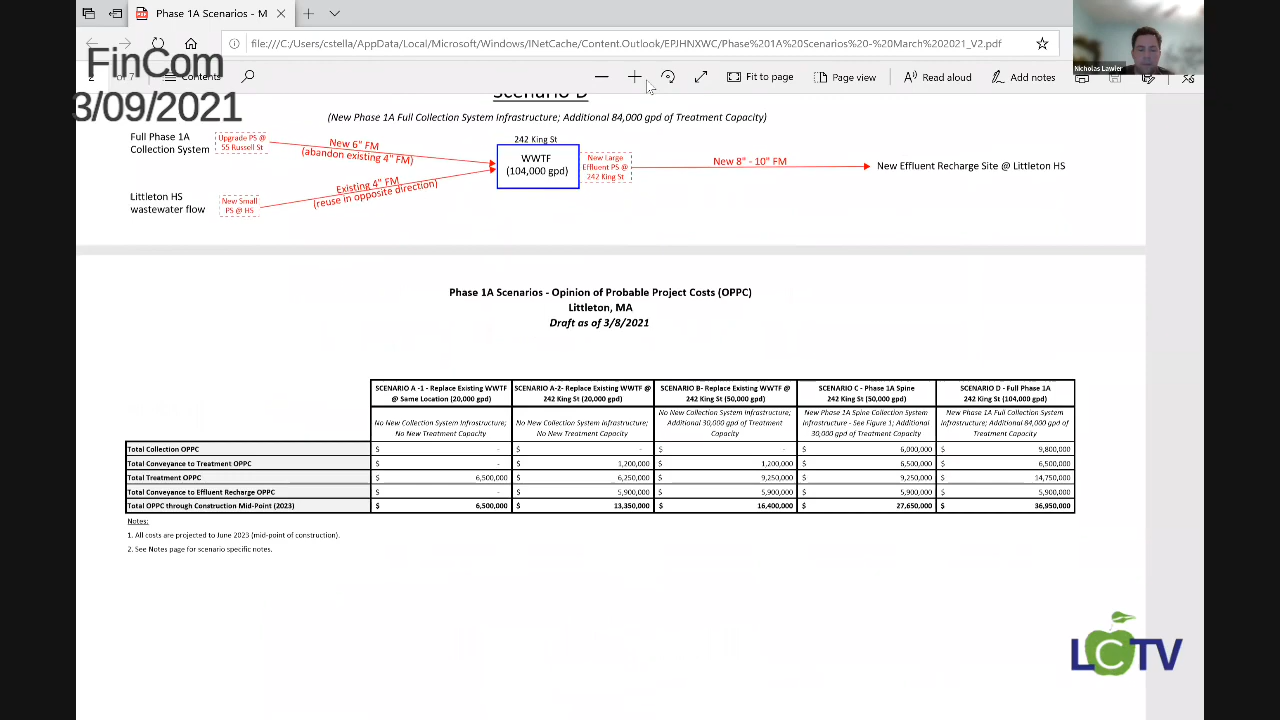 PDF Phase 1A Scenarios - M
file:///C:/Users/cstella/AppData/Local/Microsoft/Windows/INetCache/Content.Outlook/EPJHNXWC/Phase%201A%
2021_V2.pdf
Nicholas Lawler
FinCom
3/09/2021
2 of 7 Contents Fit to page Page view Read aloud Add notes
Scenario D
(New Phase 1A Full Collection System Infrastructure; Additional 84,000 gpd of Treatment Capacity)
Full Phase 1A
Collection System
Upgrade PS @
55 Russell St
New 6" FM
(abandon existing 4" FM)
242 King St
WWTF
(104,000 gpd)
New Large
Effluent PS @
242 King St
New 8" - 10" FM
New Effluent Recharge Site @ Littleton HS
Littleton HS
wastewater flow
New Small
PS @ HS
Existing 4" FM
(reuse in opposite direction)
Phase 1A Scenarios - Opinion of Probable Project Costs (OPPC)
Littleton, MA
Draft as of 3/8/2021
SCENARIO A -1 - Replace Existing WWTF
@ Same Location (20,000 gpd)
SCENARIO A-2- Replace Existing WWTF @
242 King St (20,000 gpd)
SCENARIO B- Replace Existing WWTF @
242 King St (50,000 gpd)
SCENARIO C - Phase 1A Spine
242 King St (50,000 gpd)
SCENARIO D - Full Phase 1A
242 King St (104,000 gpd)
No New Collection System Infrastructure;
No New Treatment Capacity
No New Collection System Infrastructure;
No New Treatment Capacity
No New Collection System Infrastructure;
Additional 30,000 gpd of Treatment
Capacity
New Phase 1A Spine Collection System
Infrastructure - See Figure 1; Additional
30,000 gpd of Treatment Capacity
New Phase 1A Full Collection System
Infrastructure; Additional 84,000 gpd of
Treatment Capacity
Total Collection OPPC $ - $ - $ - $ 6,000,000 $ 9,800,000
Total Conveyance to Treatment OPPC $ - $ 1,200,000 $ 1,200,000 $ 6,500,000 $ 6,500,000
Total Treatment OPPC $ 6,500,000 $ 6,250,000 $ 9,250,000 $ 9,250,000 $ 14,750,000
Total Conveyance to Effluent Recharge OPPC $ - $ 5,900,000 $ 5,900,000 $ 5,900,000 $ 5,900,000
Total OPPC through Construction Mid-Point (2023) $ 6,500,000 $ 13,350,000 $ 16,400,000 $ 27,650,000 $ 36,950,000
Notes:
1. All costs are projected to June 2023 (mid-point of construction).
2. See Notes page for scenario specific notes.
LCTV